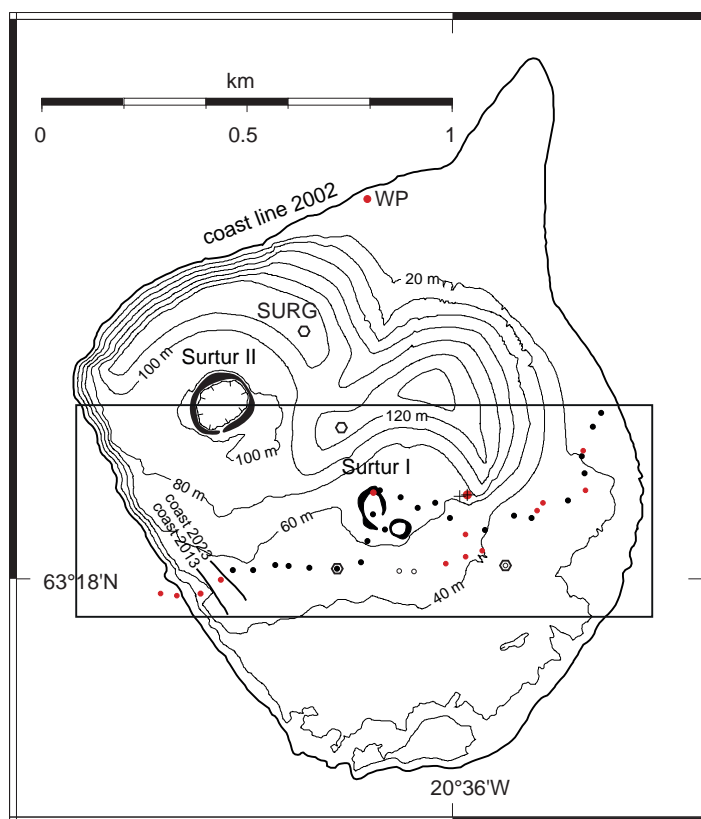 km
0 0.5 1
coast line 2002
WP
20 m
SURG
100 m
Surtur II
120 m
100 m
Surtur I
80 m
60 m
coast 2023
coast 2013
63°18'N
40 m
20°36'W